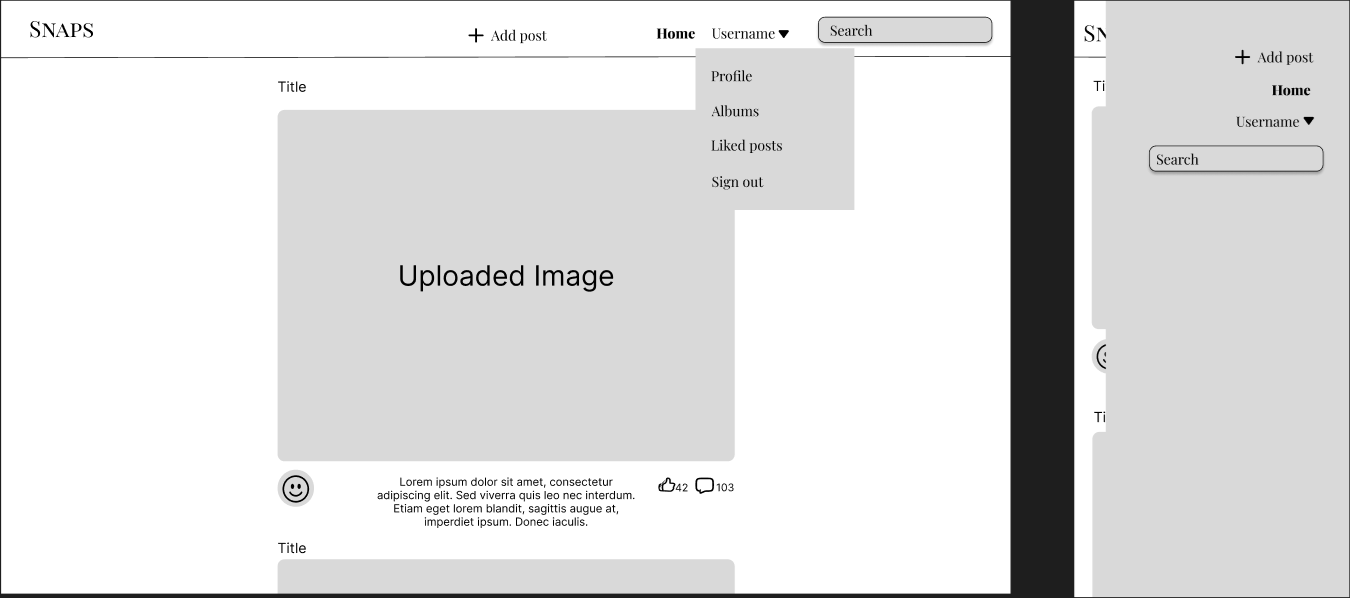 SNAPS
Add post
Home
Username
Search
Profile
Albums
Liked posts
Sign out
Title
Uploaded Image
Lorem ipsum dolor sit amet, consectetur
adipiscing elit. Sed viverra quis leo nec interdum.
Etiam eget lorem blandit, sagittis augue at,
imperdiet ipsum. Donec iaculis.
42
103
Title
SN
Add post
Home
Username
Search
Ti
Ti